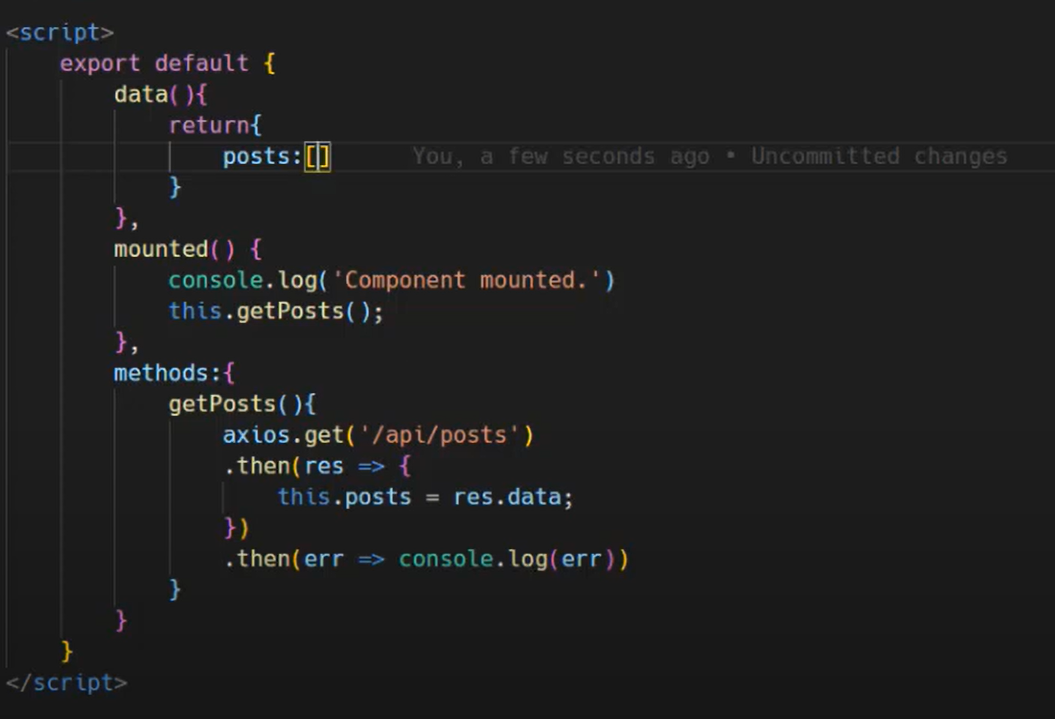 <script>
export default {
data(){
return{
posts:[] You, a few seconds ago • Uncommitted changes
}
},
mounted() {
console.log('Component mounted.')
this.getPosts();
},
methods:{
getPosts(){
axios.get('/api/posts')
.then(res => {
this.posts = res.data;
})
.then(err => console.log(err))
}
}
}
</script>